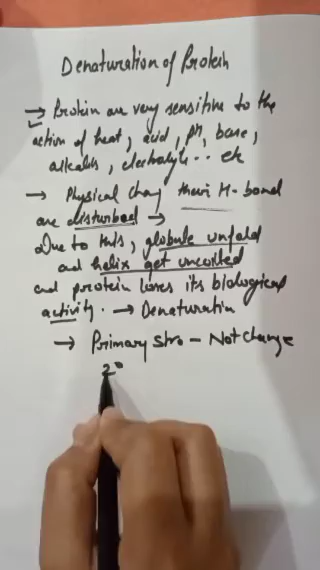 Denaturation of Protein
→ Protein are very sensitive to the
action of heat, acid, pH, base,
alkalis, electrolyte.. etc
→ Physical chang their H-bond
are disturbed →
Due to this, globule unfold
and helix get uncoiled
and protein loses its biological
activity. → Denaturation
→ Primary stro - Not change
2°